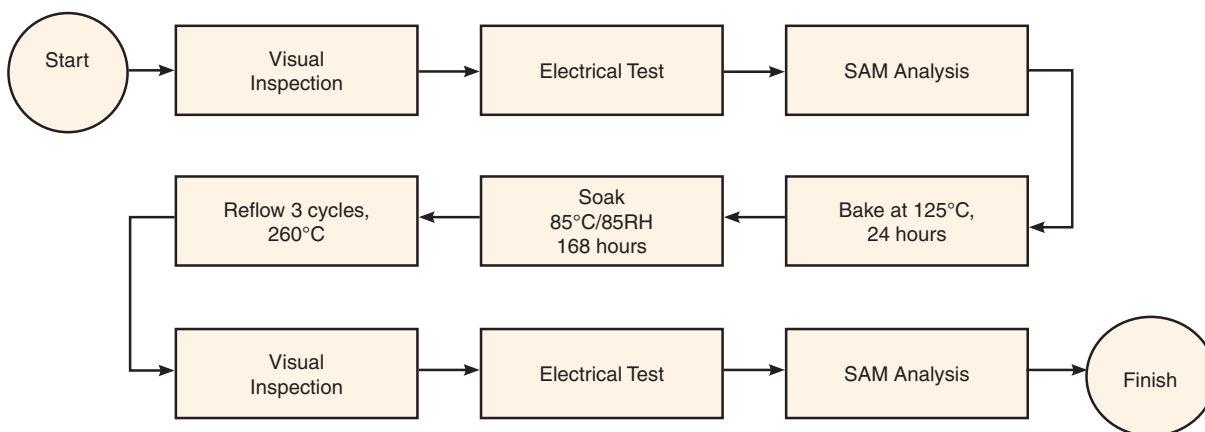 Start
Visual
Inspection
Electrical Test
SAM Analysis
Bake at 125°C,
24 hours
Soak
85°C/85RH
168 hours
Reflow 3 cycles,
260°C
Visual
Inspection
Electrical Test
SAM Analysis
Finish